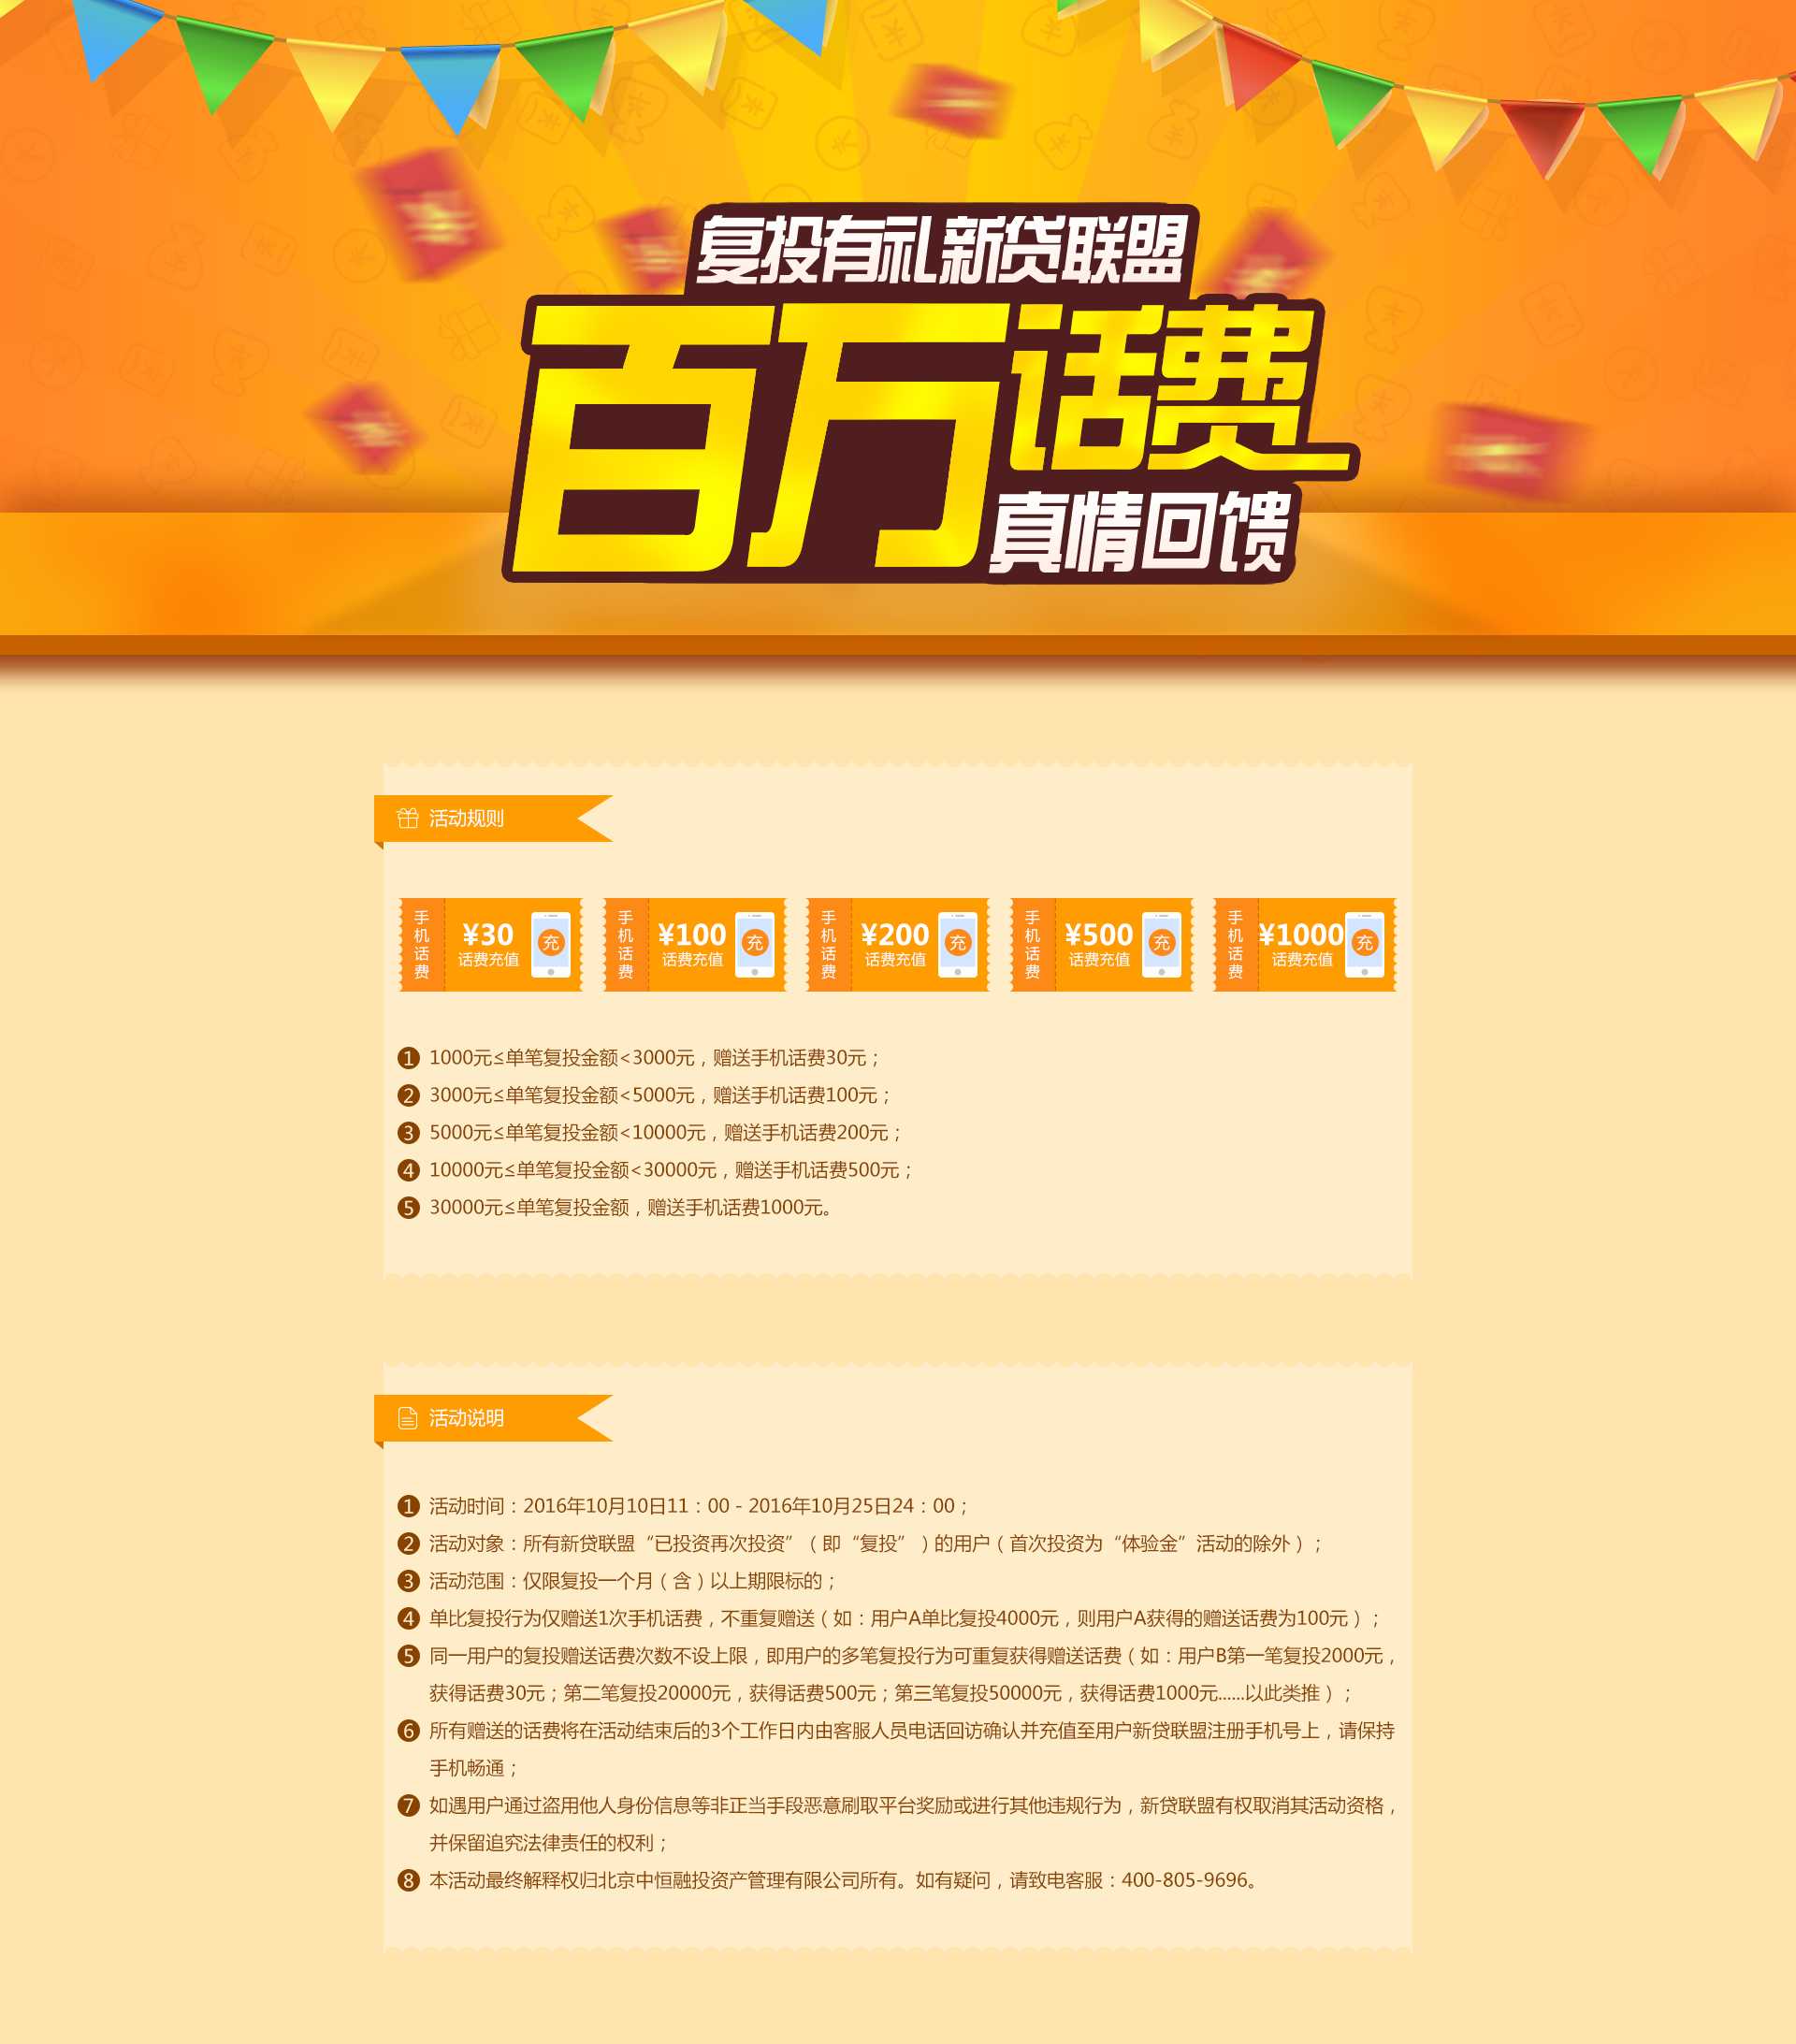 复投有礼新贷联盟
百万话费
真情回馈
活动规则
手机话费 ¥30 话费充值 充
手机话费 ¥100 话费充值 充
手机话费 ¥200 话费充值 充
手机话费 ¥500 话费充值 充
手机话费 ¥1000 话费充值 充
1 1000元≤单笔复投金额<3000元，赠送手机话费30元；
2 3000元≤单笔复投金额<5000元，赠送手机话费100元；
3 5000元≤单笔复投金额<10000元，赠送手机话费200元；
4 10000元≤单笔复投金额<30000元，赠送手机话费500元；
5 30000元≤单笔复投金额，赠送手机话费1000元。
活动说明
1 活动时间：2016年10月10日11：00 - 2016年10月25日24：00；
2 活动对象：所有新贷联盟“已投资再次投资”（即“复投”）的用户（首次投资为“体验金”活动的除外）；
3 活动范围：仅限复投一个月（含）以上期限标的；
4 单比复投行为仅赠送1次手机话费，不重复赠送（如：用户A单比复投4000元，则用户A获得的赠送话费为100元）；
5 同一用户的复投赠送话费次数不设上限，即用户的多笔复投行为可重复获得赠送话费（如：用户B第一笔复投2000元，
获得话费30元；第二笔复投20000元，获得话费500元；第三笔复投50000元，获得话费1000元......以此类推）；
6 所有赠送的话费将在活动结束后的3个工作日内由客服人员电话回访确认并充值至用户新贷联盟注册手机号上，请保持
手机畅通；
7 如遇用户通过盗用他人身份信息等非正当手段恶意刷取平台奖励或进行其他违规行为，新贷联盟有权取消其活动资格，
并保留追究法律责任的权利；
8 本活动最终解释权归北京中恒融投资产管理有限公司所有。如有疑问，请致电客服：400-805-9696。